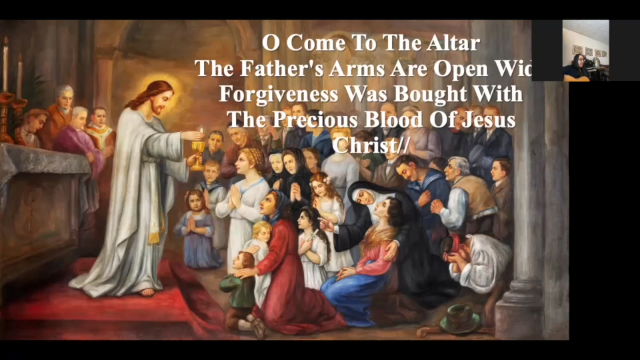 O Come To The Altar
The Father's Arms Are Open Wid
Forgiveness Was Bought With
The Precious Blood Of Jesus
Christ//